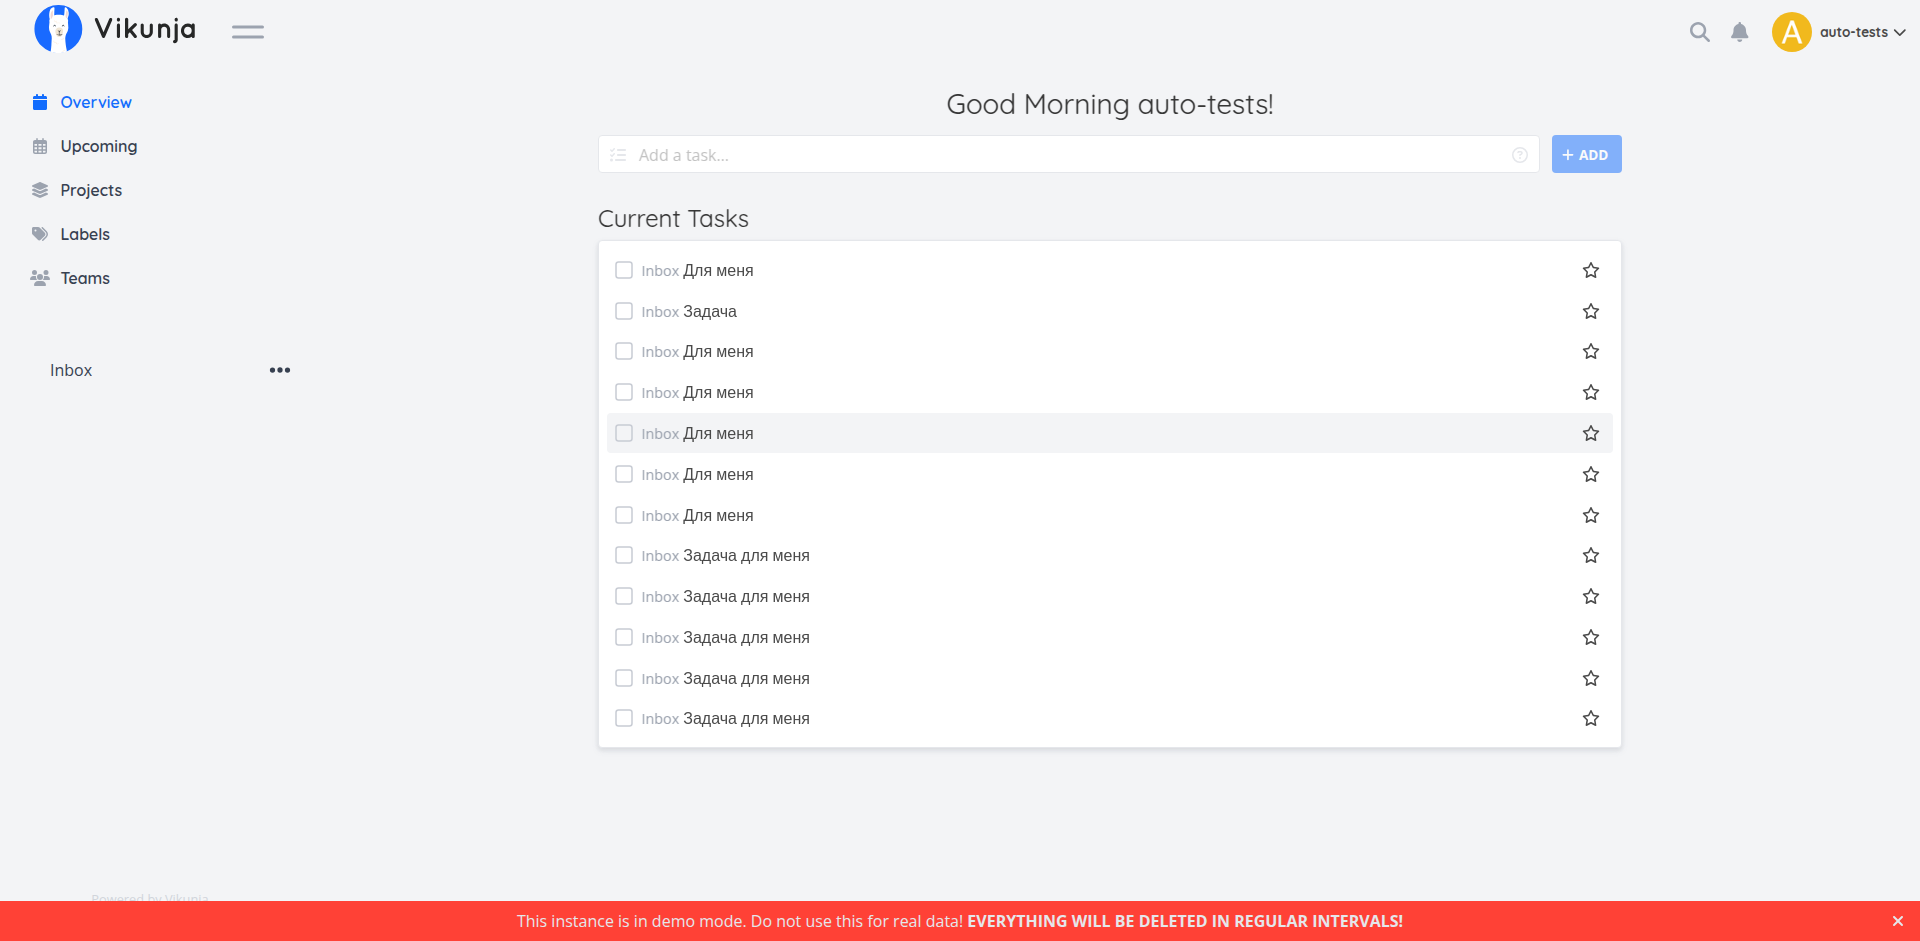 Vikunja
auto-tests
Overview
Upcoming
Projects
Labels
Teams
Inbox
Good Morning auto-tests!
Add a task...
+ ADD
Current Tasks
Inbox Для меня
Inbox Задача
Inbox Для меня
Inbox Для меня
Inbox Для меня
Inbox Для меня
Inbox Для меня
Inbox Задача для меня
Inbox Задача для меня
Inbox Задача для меня
Inbox Задача для меня
Inbox Задача для меня
Powered by Vikunja
This instance is in demo mode. Do not use this for real data! EVERYTHING WILL BE DELETED IN REGULAR INTERVALS!